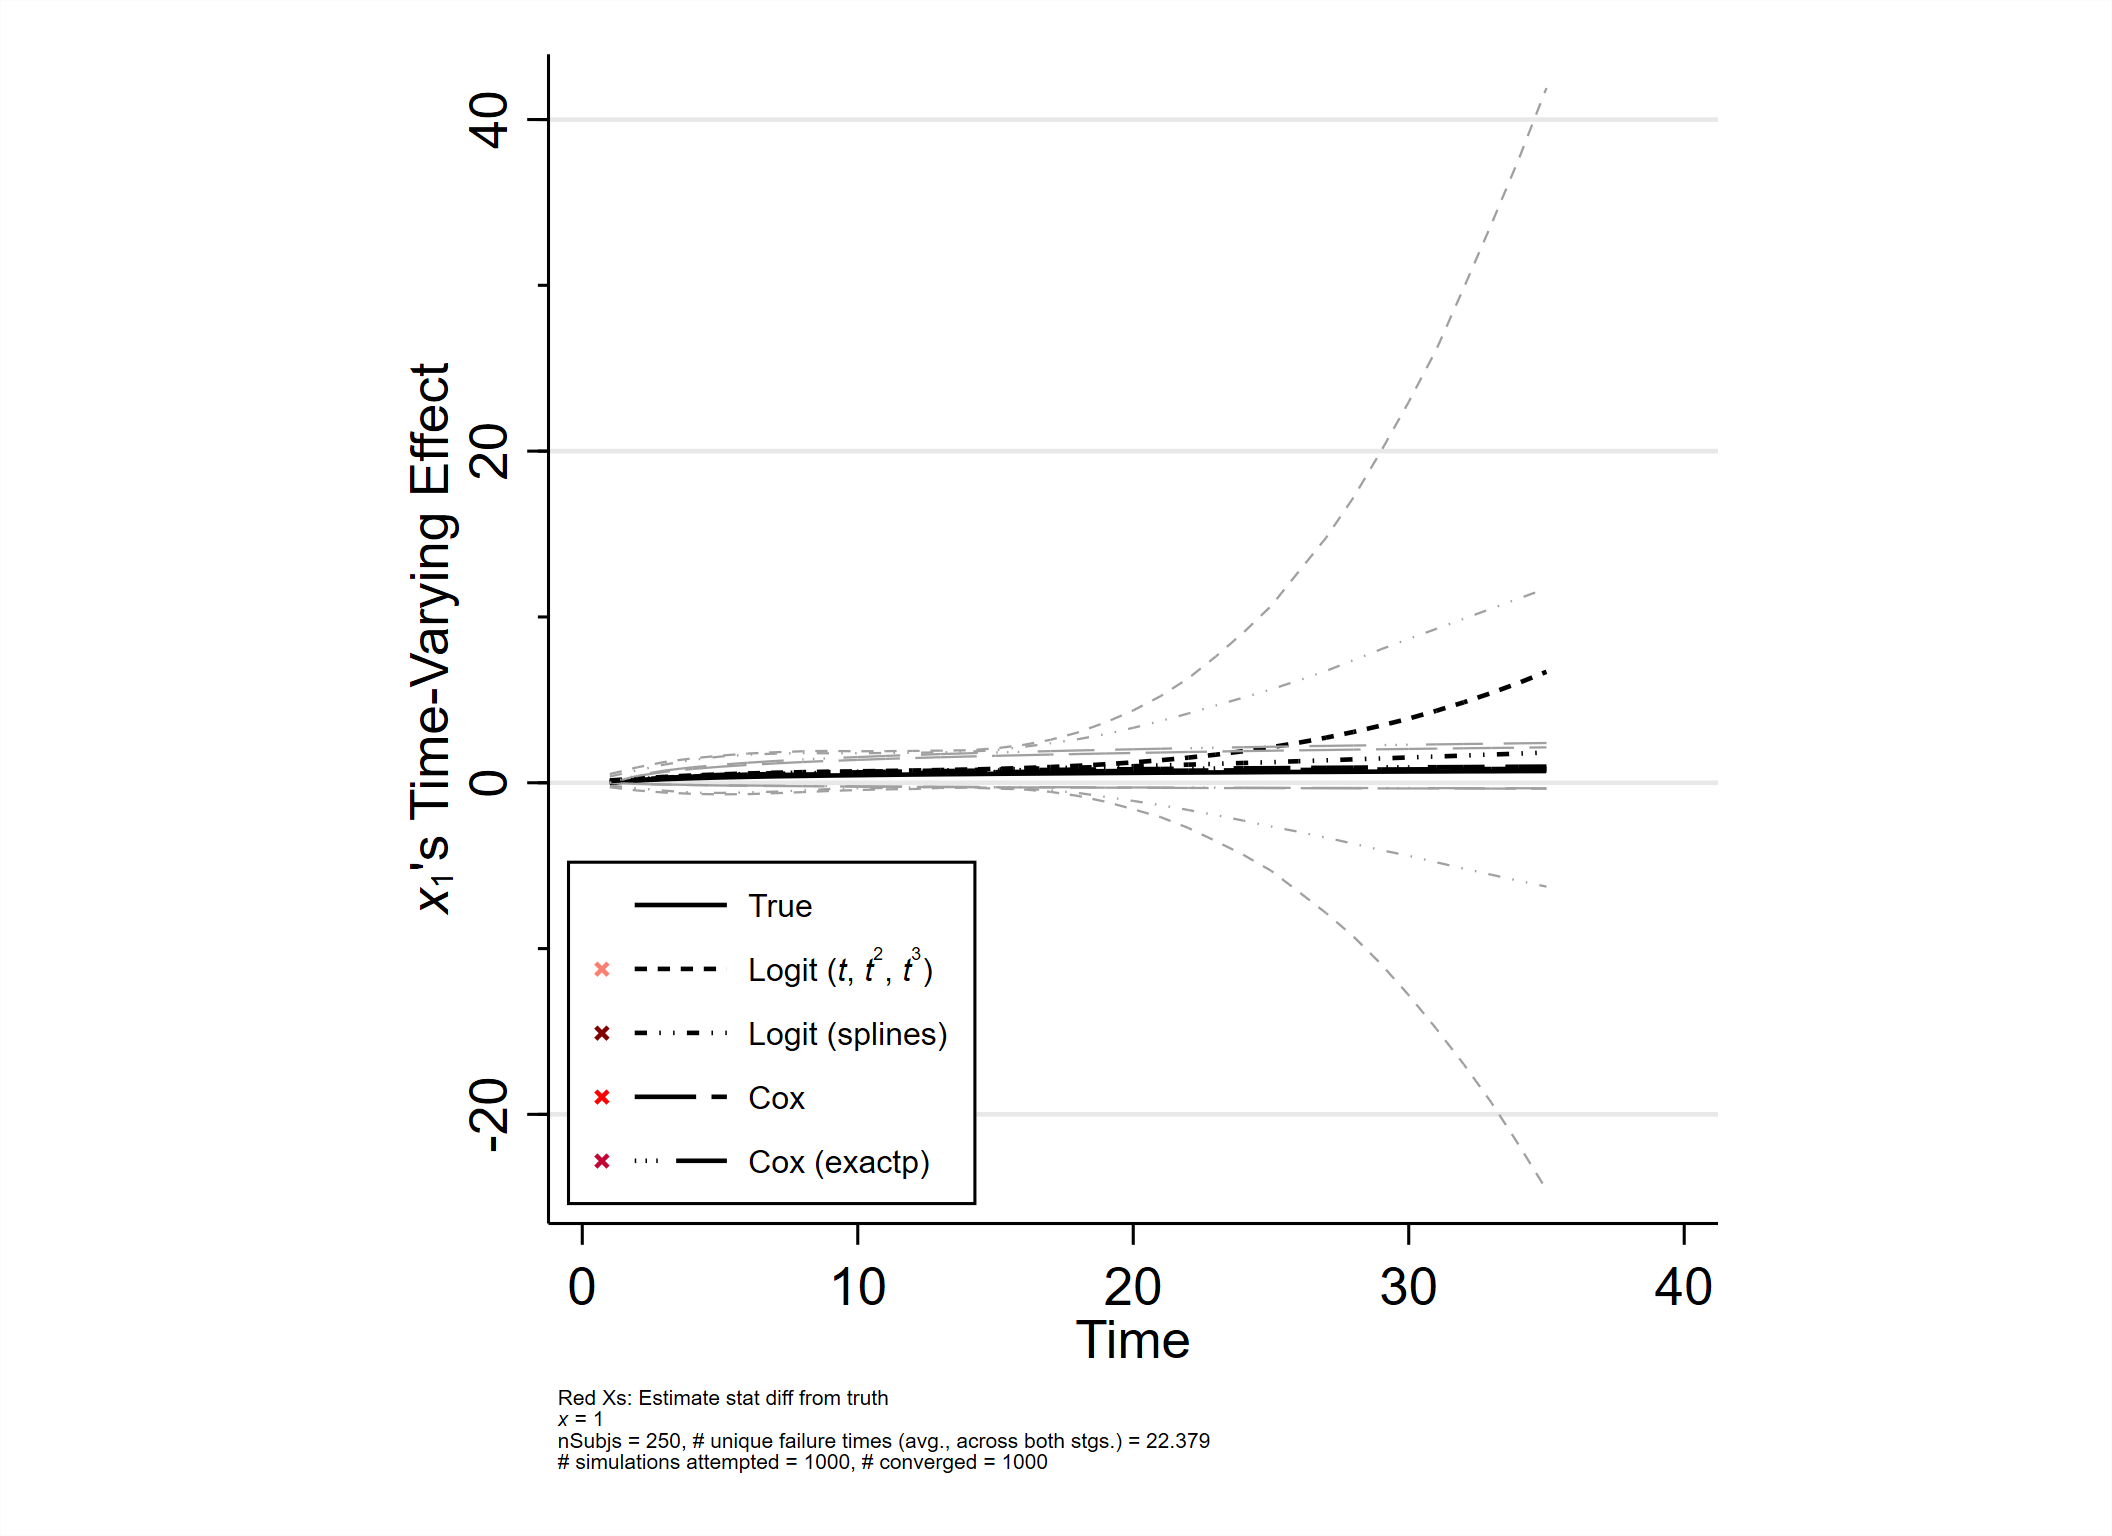 40
20
0
-20
x1's Time-Varying Effect
True
Logit (t, t², t³)
Logit (splines)
Cox
Cox (exactp)
0 10 20 30 40
Time
Red Xs: Estimate stat diff from truth
x = 1
nSubjs = 250, # unique failure times (avg., across both stgs.) = 22.379
# simulations attempted = 1000, # converged = 1000